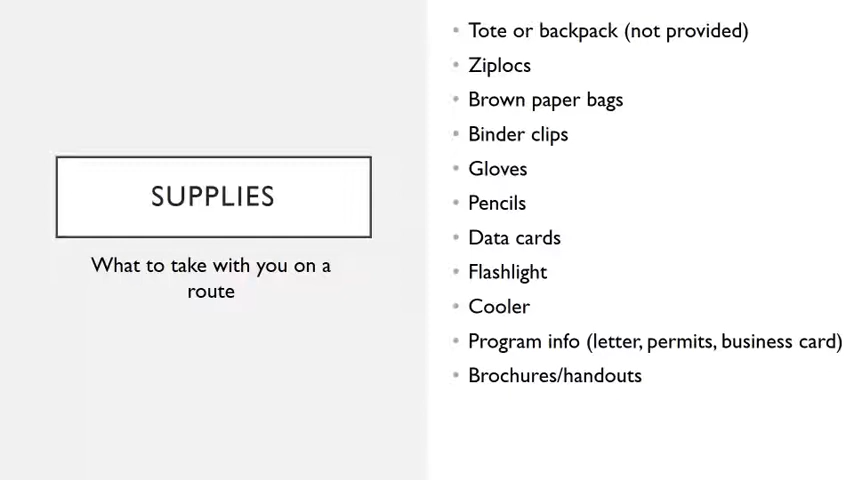 SUPPLIES
What to take with you on a
route
• Tote or backpack (not provided)
• Ziplocs
• Brown paper bags
• Binder clips
• Gloves
• Pencils
• Data cards
• Flashlight
• Cooler
• Program info (letter, permits, business card)
• Brochures/handouts